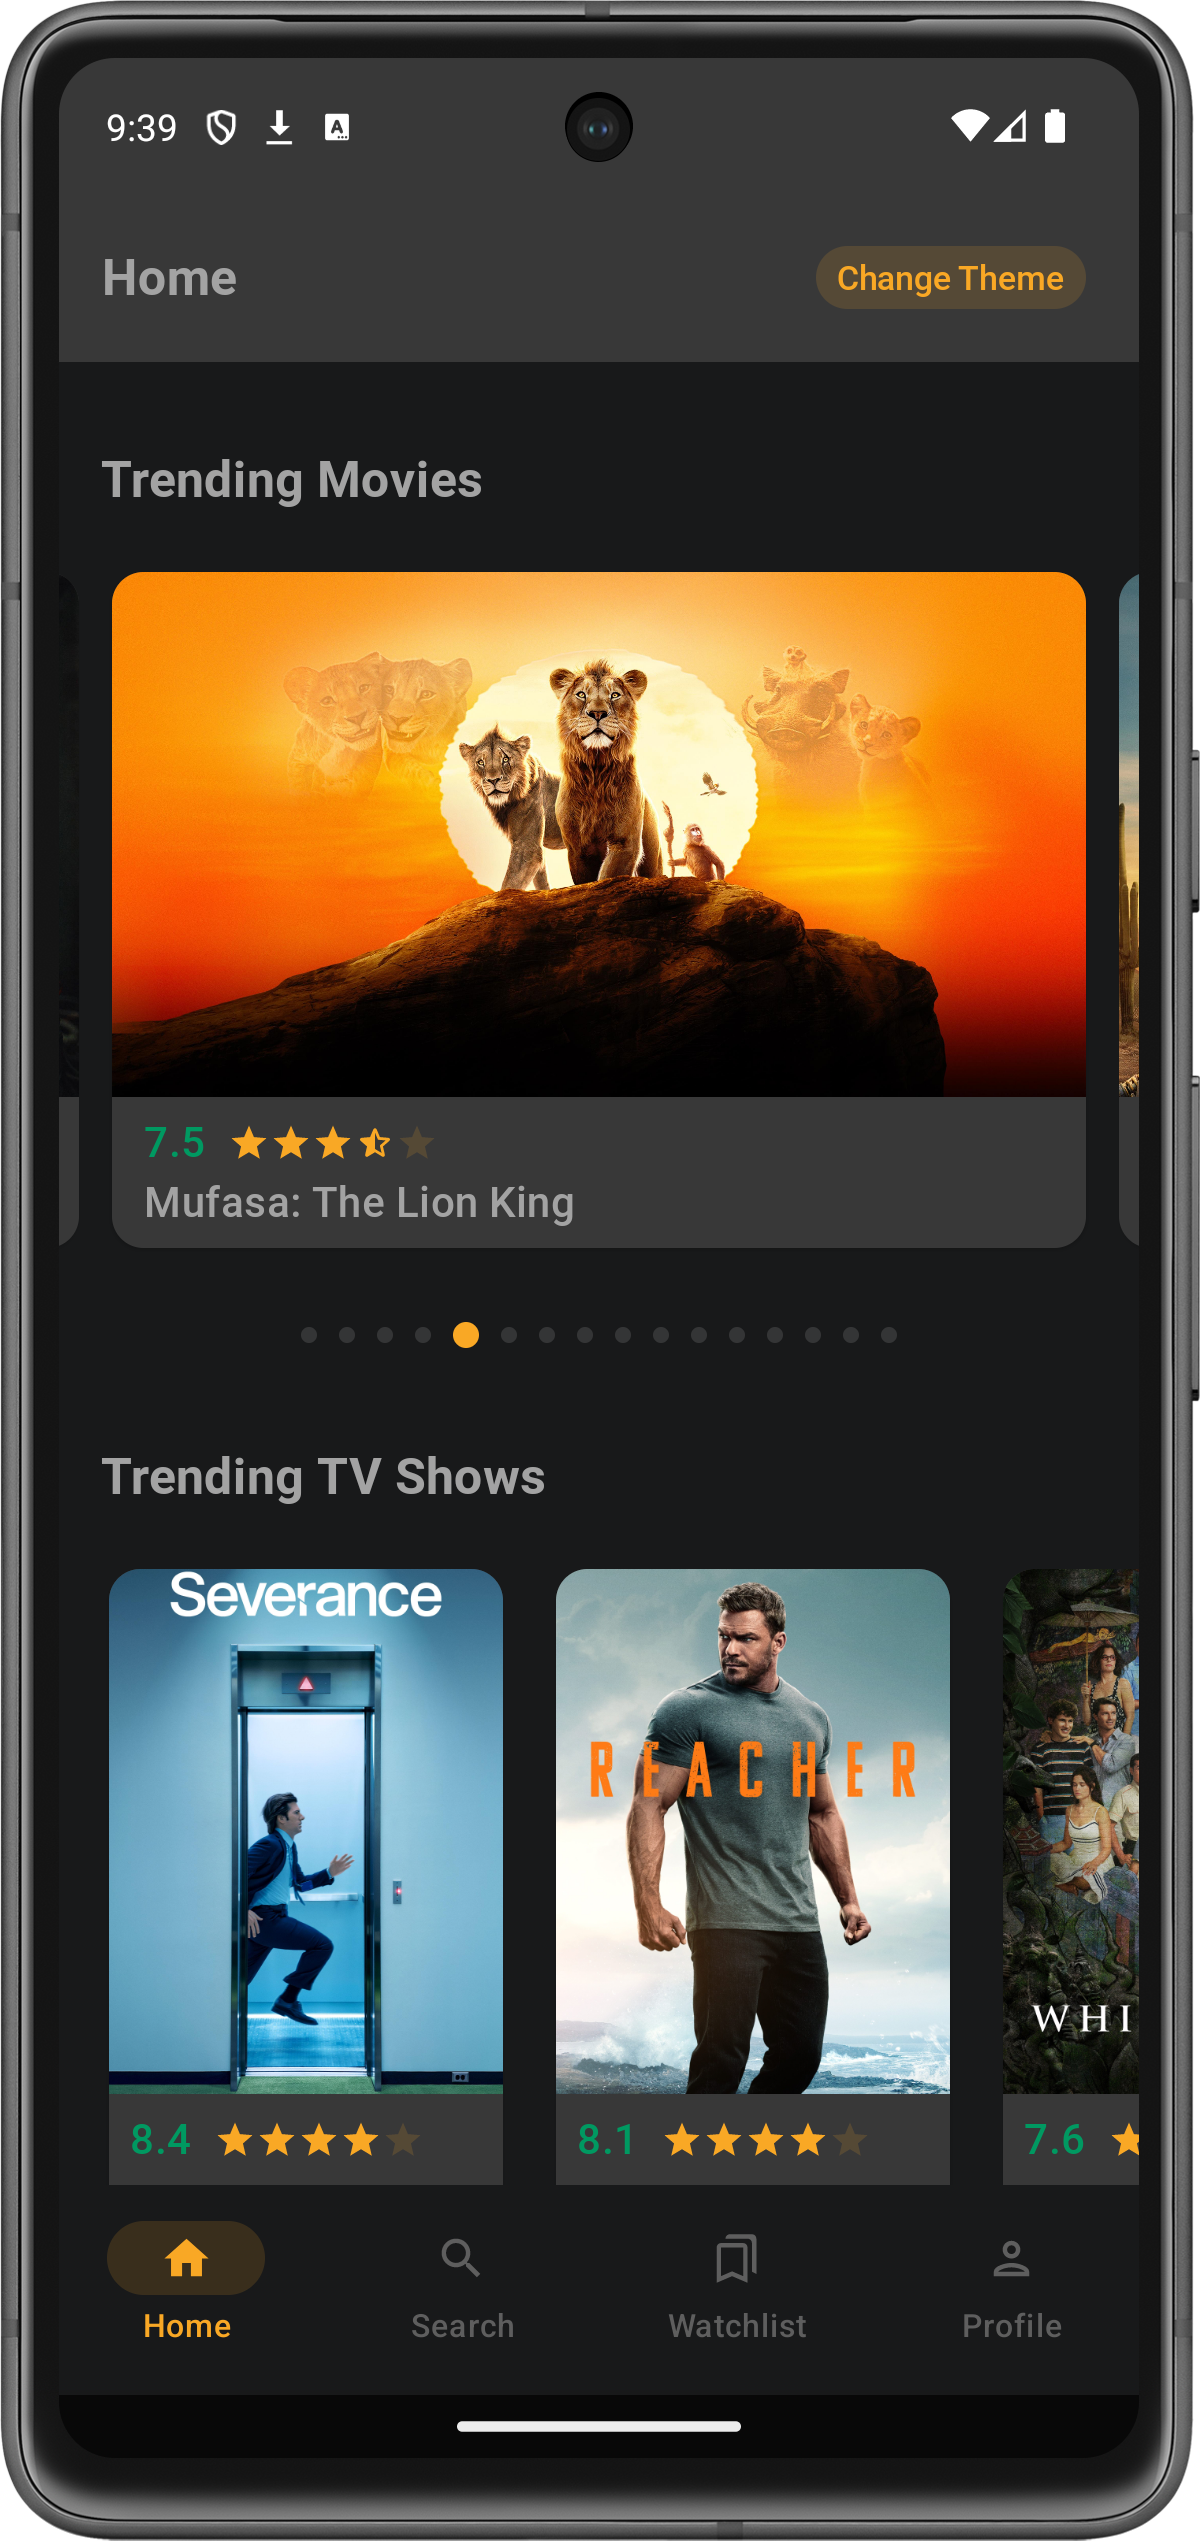 9:39
A
Home
Change Theme
Trending Movies
7.5
Mufasa: The Lion King
Trending TV Shows
Severance
REACHER
WHI
8.4
8.1
7.6
Home
Search
Watchlist
Profile